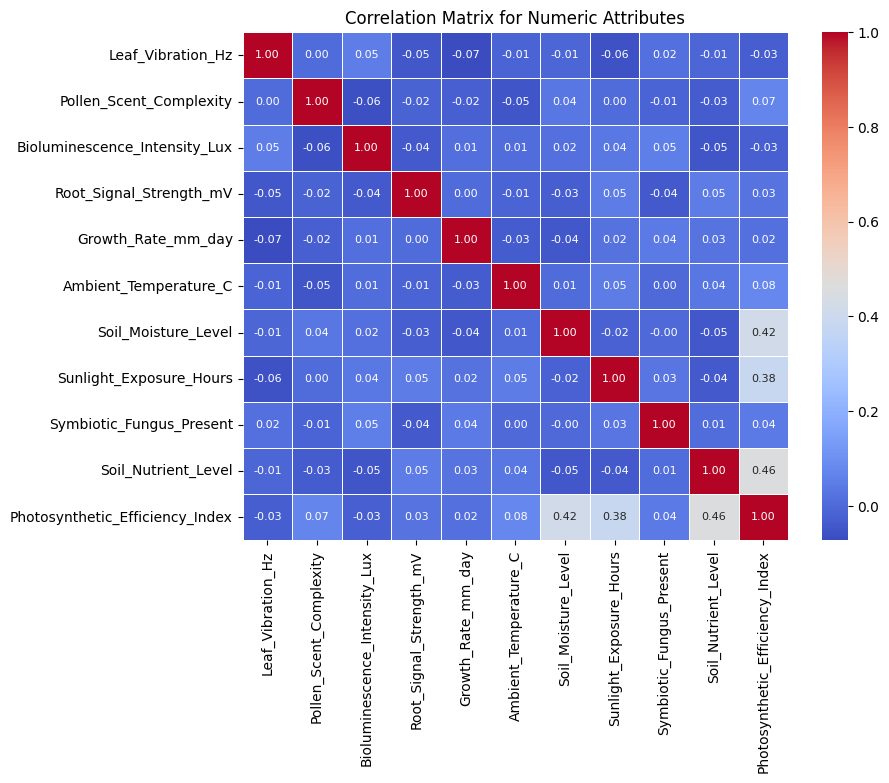 Correlation Matrix for Numeric Attributes
Leaf_Vibration_Hz 1.00 0.00 0.05 -0.05 -0.07 -0.01 -0.01 -0.06 0.02 -0.01 -0.03
Pollen_Scent_Complexity 0.00 1.00 -0.06 -0.02 -0.02 -0.05 0.04 0.00 -0.01 -0.03 0.07
Bioluminescence_Intensity_Lux 0.05 -0.06 1.00 -0.04 0.01 0.01 0.02 0.04 0.05 -0.05 -0.03
Root_Signal_Strength_mV -0.05 -0.02 -0.04 1.00 0.00 -0.01 -0.03 0.05 -0.04 0.05 0.03
Growth_Rate_mm_day -0.07 -0.02 0.01 0.00 1.00 -0.03 -0.04 0.02 0.04 0.03 0.02
Ambient_Temperature_C -0.01 -0.05 0.01 -0.01 -0.03 1.00 0.01 0.05 0.00 0.04 0.08
Soil_Moisture_Level -0.01 0.04 0.02 -0.03 -0.04 0.01 1.00 -0.02 -0.00 -0.05 0.42
Sunlight_Exposure_Hours -0.06 0.00 0.04 0.05 0.02 0.05 -0.02 1.00 0.03 -0.04 0.38
Symbiotic_Fungus_Present 0.02 -0.01 0.05 -0.04 0.04 0.00 -0.00 0.03 1.00 0.01 0.04
Soil_Nutrient_Level -0.01 -0.03 -0.05 0.05 0.03 0.04 -0.05 -0.04 0.01 1.00 0.46
Photosynthetic_Efficiency_Index -0.03 0.07 -0.03 0.03 0.02 0.08 0.42 0.38 0.04 0.46 1.00
Leaf_Vibration_Hz
Pollen_Scent_Complexity
Bioluminescence_Intensity_Lux
Root_Signal_Strength_mV
Growth_Rate_mm_day
Ambient_Temperature_C
Soil_Moisture_Level
Sunlight_Exposure_Hours
Symbiotic_Fungus_Present
Soil_Nutrient_Level
Photosynthetic_Efficiency_Index
1.0
0.8
0.6
0.4
0.2
0.0